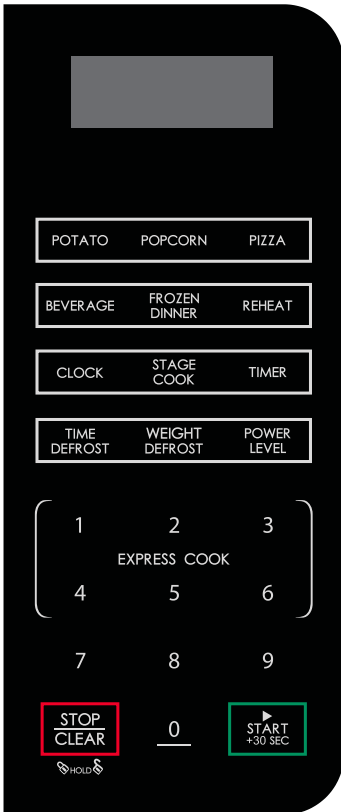 POTATO POPCORN PIZZA
BEVERAGE FROZEN DINNER REHEAT
CLOCK STAGE COOK TIMER
TIME DEFROST WEIGHT DEFROST POWER LEVEL
1 2 3
EXPRESS COOK
4 5 6
7 8 9
STOP CLEAR 0 START +30 SEC
HOLD